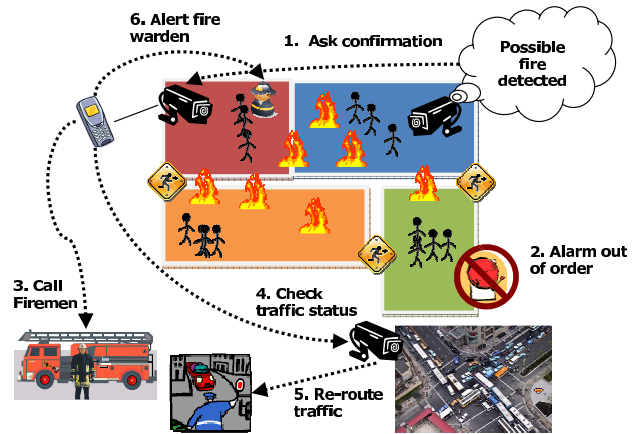 6. Alert fire
warden
1. Ask confirmation
Possible
fire
detected
2. Alarm out
of order
3. Call
Firemen
4. Check
traffic status
5. Re-route
traffic